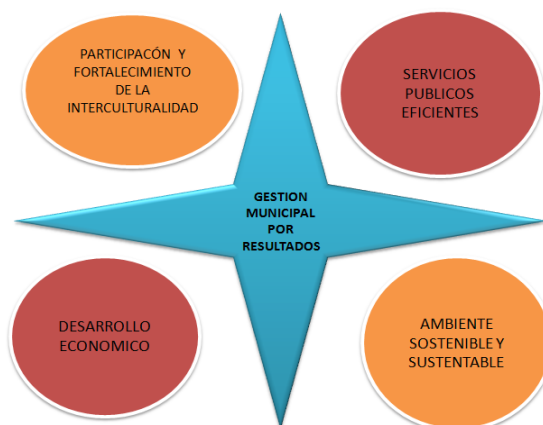 PARTICIPACÓN Y
FORTALECIMIENTO
DE LA
INTERCULTURALIDAD
SERVICIOS
PUBLICOS
EFICIENTES
GESTION
MUNICIPAL
POR
RESULTADOS
DESARROLLO
ECONOMICO
AMBIENTE
SOSTENIBLE Y
SUSTENTABLE